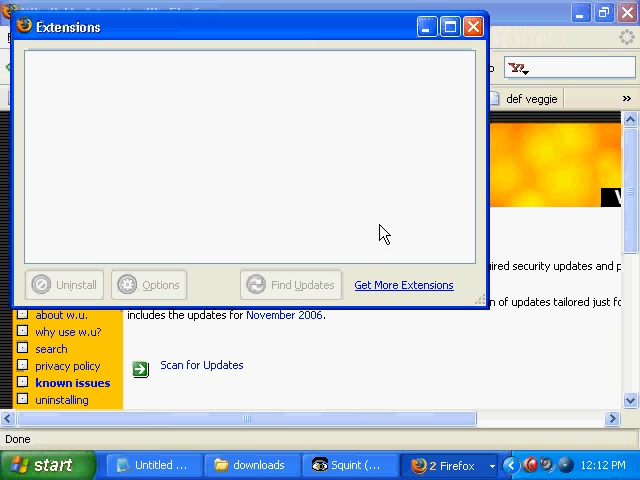 Extensions
Y!
def veggie
»
uired security updates and p
n of updates tailored just fo
Uninstall
Options
Find Updates
Get More Extensions
includes the updates for November 2006.
Scan for Updates
about w.u.
why use w.u?
search
privacy policy
known issues
uninstalling
Done
start
Untitled ...
downloads
Squint (...
2 Firefox
12:12 PM